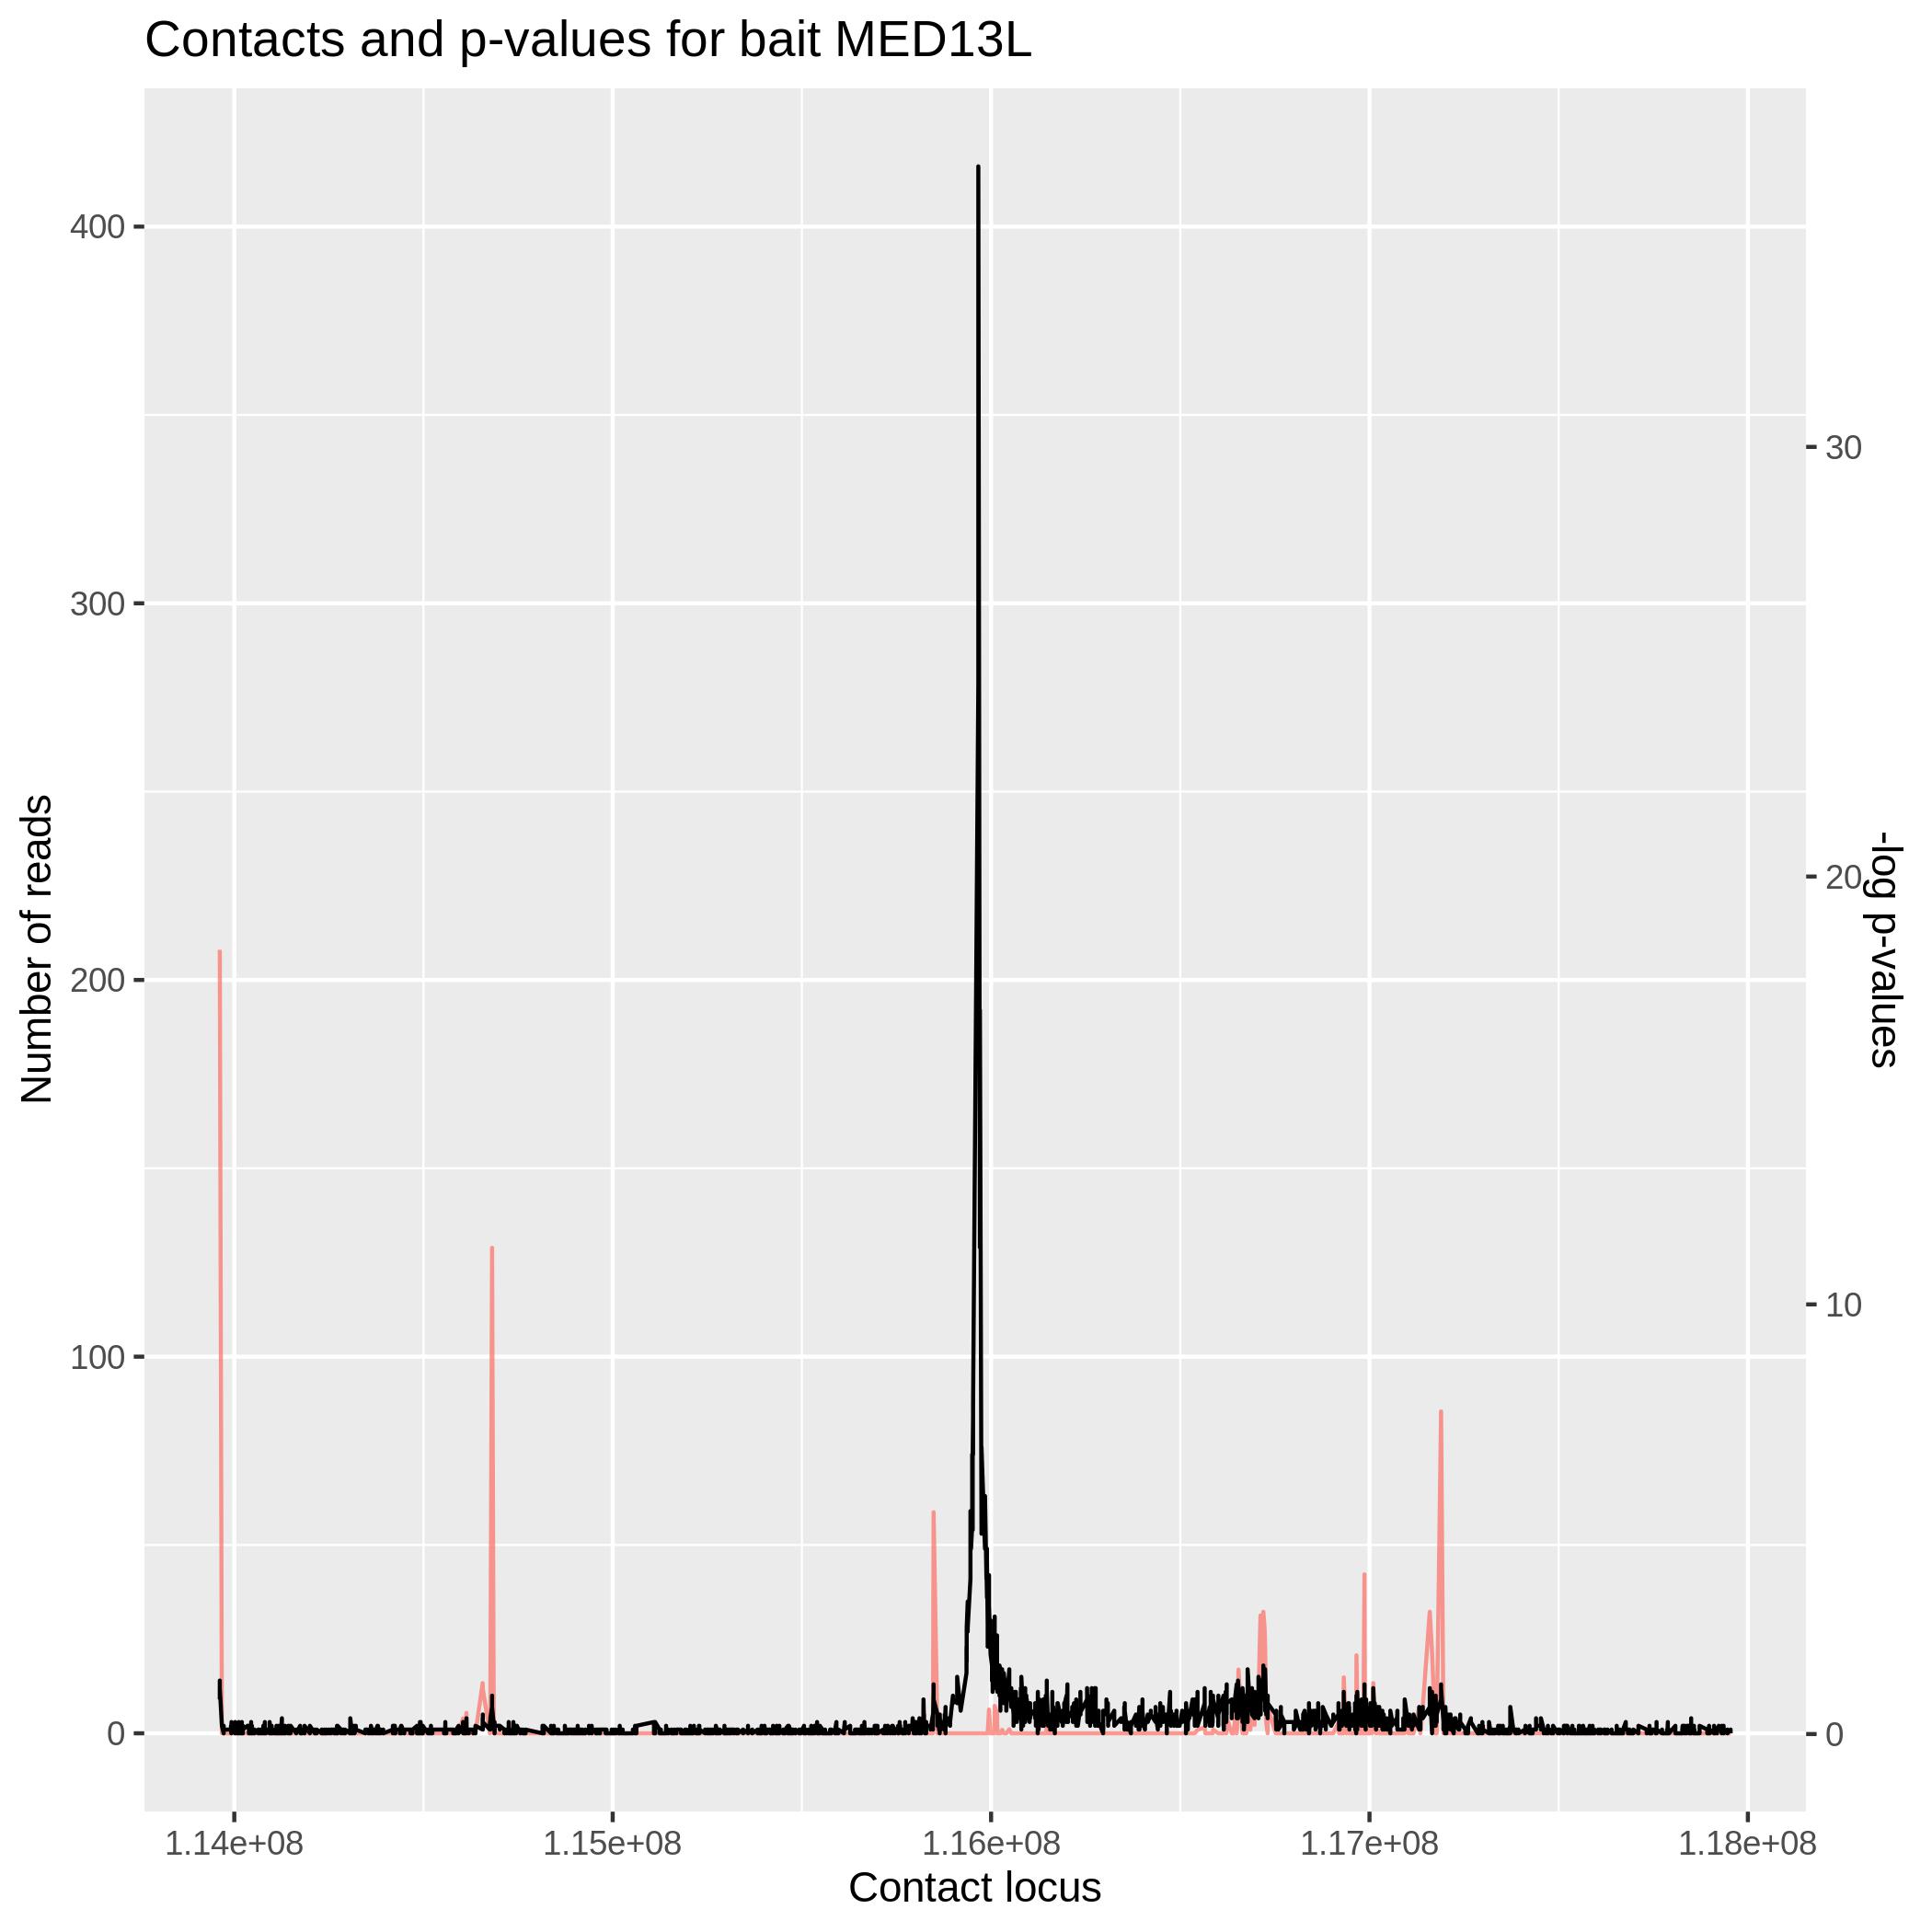 Contacts and p-values for bait MED13L
Number of reads
400
300
200
100
0
30
20
10
0
-log p-values
1.14e+08 1.15e+08 1.16e+08 1.17e+08 1.18e+08
Contact locus